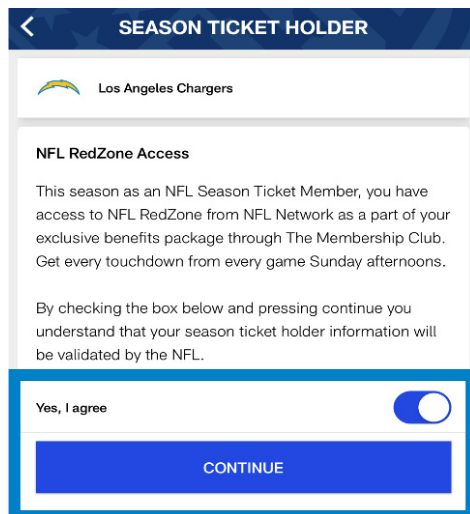 SEASON TICKET HOLDER
Los Angeles Chargers
NFL RedZone Access
This season as an NFL Season Ticket Member, you have
access to NFL RedZone from NFL Network as a part of your
exclusive benefits package through The Membership Club.
Get every touchdown from every game Sunday afternoons.
By checking the box below and pressing continue you
understand that your season ticket holder information will
be validated by the NFL.
Yes, I agree
CONTINUE